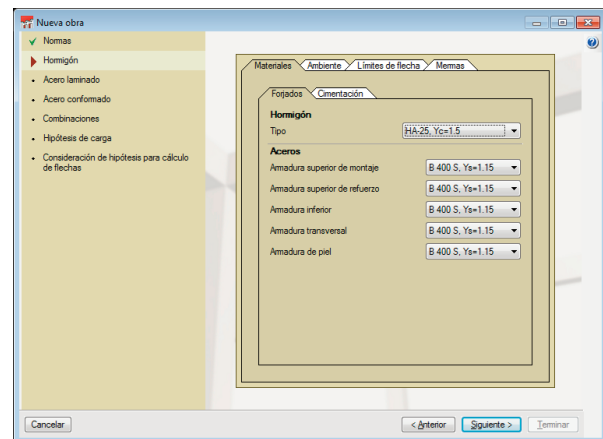 Nueva obra
Normas
Hormigón
Acero laminado
Acero conformado
Combinaciones
Hipótesis de carga
Consideración de hipótesis para cálculo
de flechas
Materiales Ambiente Límites de flecha Mermas
Forjados Cimentación
Hormigón
Tipo HA-25, Yc=1.5
Aceros
Armadura superior de montaje B 400 S, Ys=1.15
Armadura superior de refuerzo B 400 S, Ys=1.15
Armadura inferior B 400 S, Ys=1.15
Armadura transversal B 400 S, Ys=1.15
Armadura de piel B 400 S, Ys=1.15
Cancelar < Anterior Siguiente > Terminar